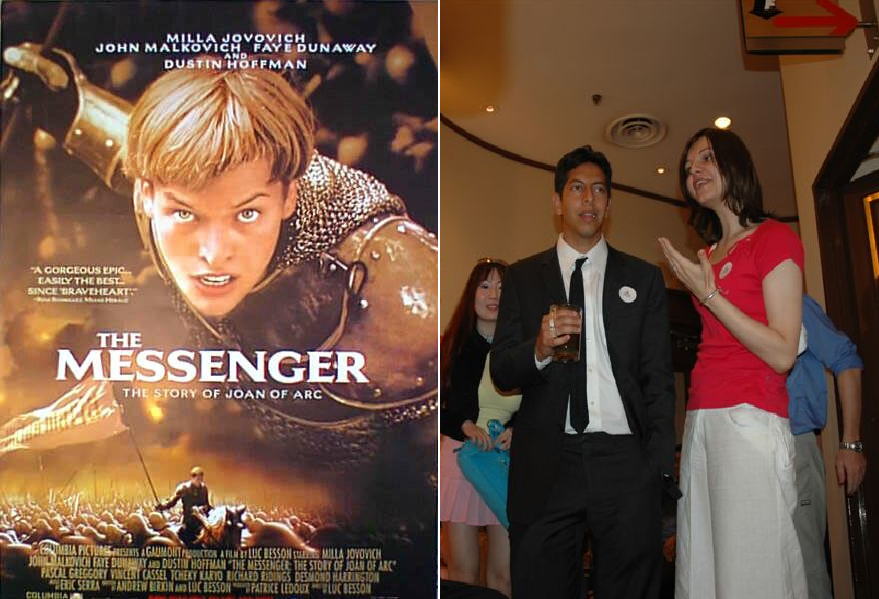 MILLA JOVOVICH
JOHN MALKOVICH FAYE DUNAWAY
AND
DUSTIN HOFFMAN
"A GORGEOUS EPIC...
EASILY THE BEST...
SINCE 'BRAVEHEART'."
THE
MESSENGER
THE STORY OF JOAN OF ARC
COLUMBIA PICTURES PRESENTS A GAUMONT PRODUCTION A FILM BY LUC BESSON STARRING MILLA JOVOVICH
JOHN MALKOVICH FAYE DUNAWAY AND DUSTIN HOFFMAN "THE MESSENGER: THE STORY OF JOAN OF ARC"
PASCAL GREGGORY VINCENT CASSEL TCHEKY KARYO RICHARD RIDINGS DESMOND HARRINGTON
ERIC SERRA ANDREW BIRKIN AND LUC BESSON PATRICE LEDOUX LUC BESSON
COLUMBIA